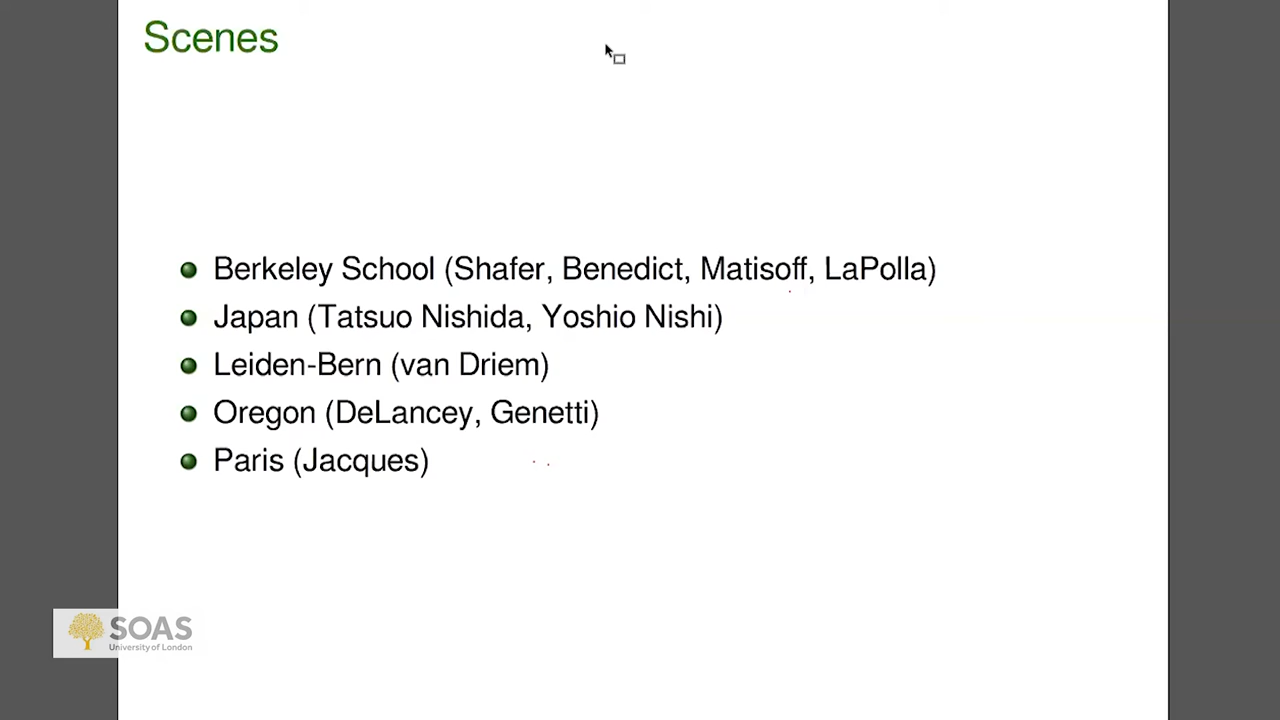 Scenes
Berkeley School (Shafer, Benedict, Matisoff, LaPolla)
Japan (Tatsuo Nishida, Yoshio Nishi)
Leiden-Bern (van Driem)
Oregon (DeLancey, Genetti)
Paris (Jacques)
SOAS
University of London